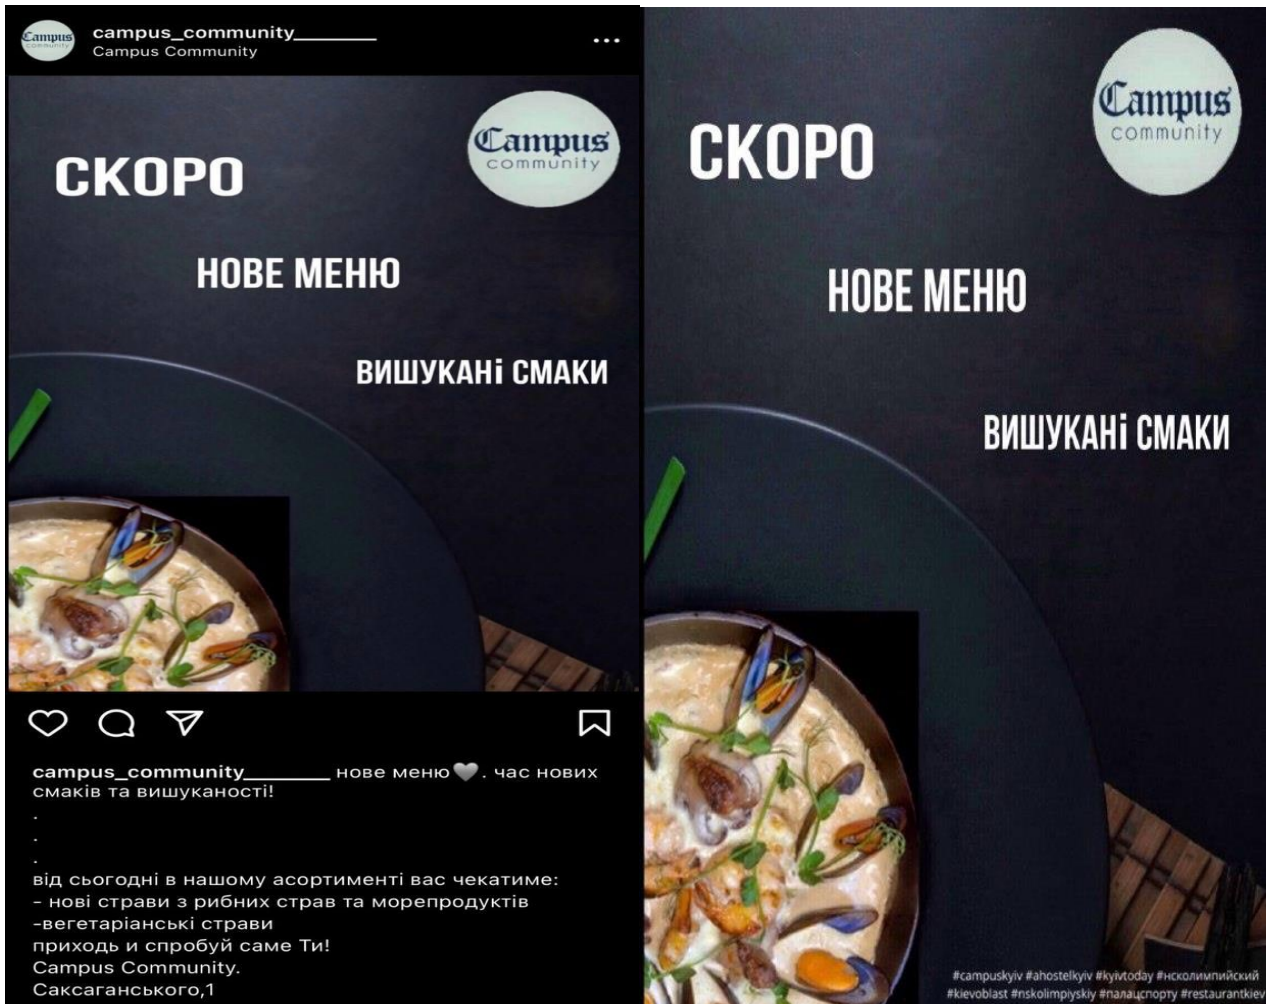 Campus
community
campus_community________
Campus Community
Campus
community
СКОРО
НОВЕ МЕНЮ
ВИШУКАНі СМАКИ
campus_community________ нове меню🖤. час нових
смаків та вишуканості!
.
.
.
від сьогодні в нашому асортименті вас чекатиме:
- нові страви з рибних страв та морепродуктів
-вегетаріанські страви
приходь и спробуй саме Ти!
Campus Community.
Саксаганського,1
Campus
community
СКОРО
НОВЕ МЕНЮ
ВИШУКАНі СМАКИ
#campuskyiv #ahostelkyiv #kyivtoday #нсколимпийский
#kievoblast #nskolimpiyskiy #палацспорту #restaurantkiev